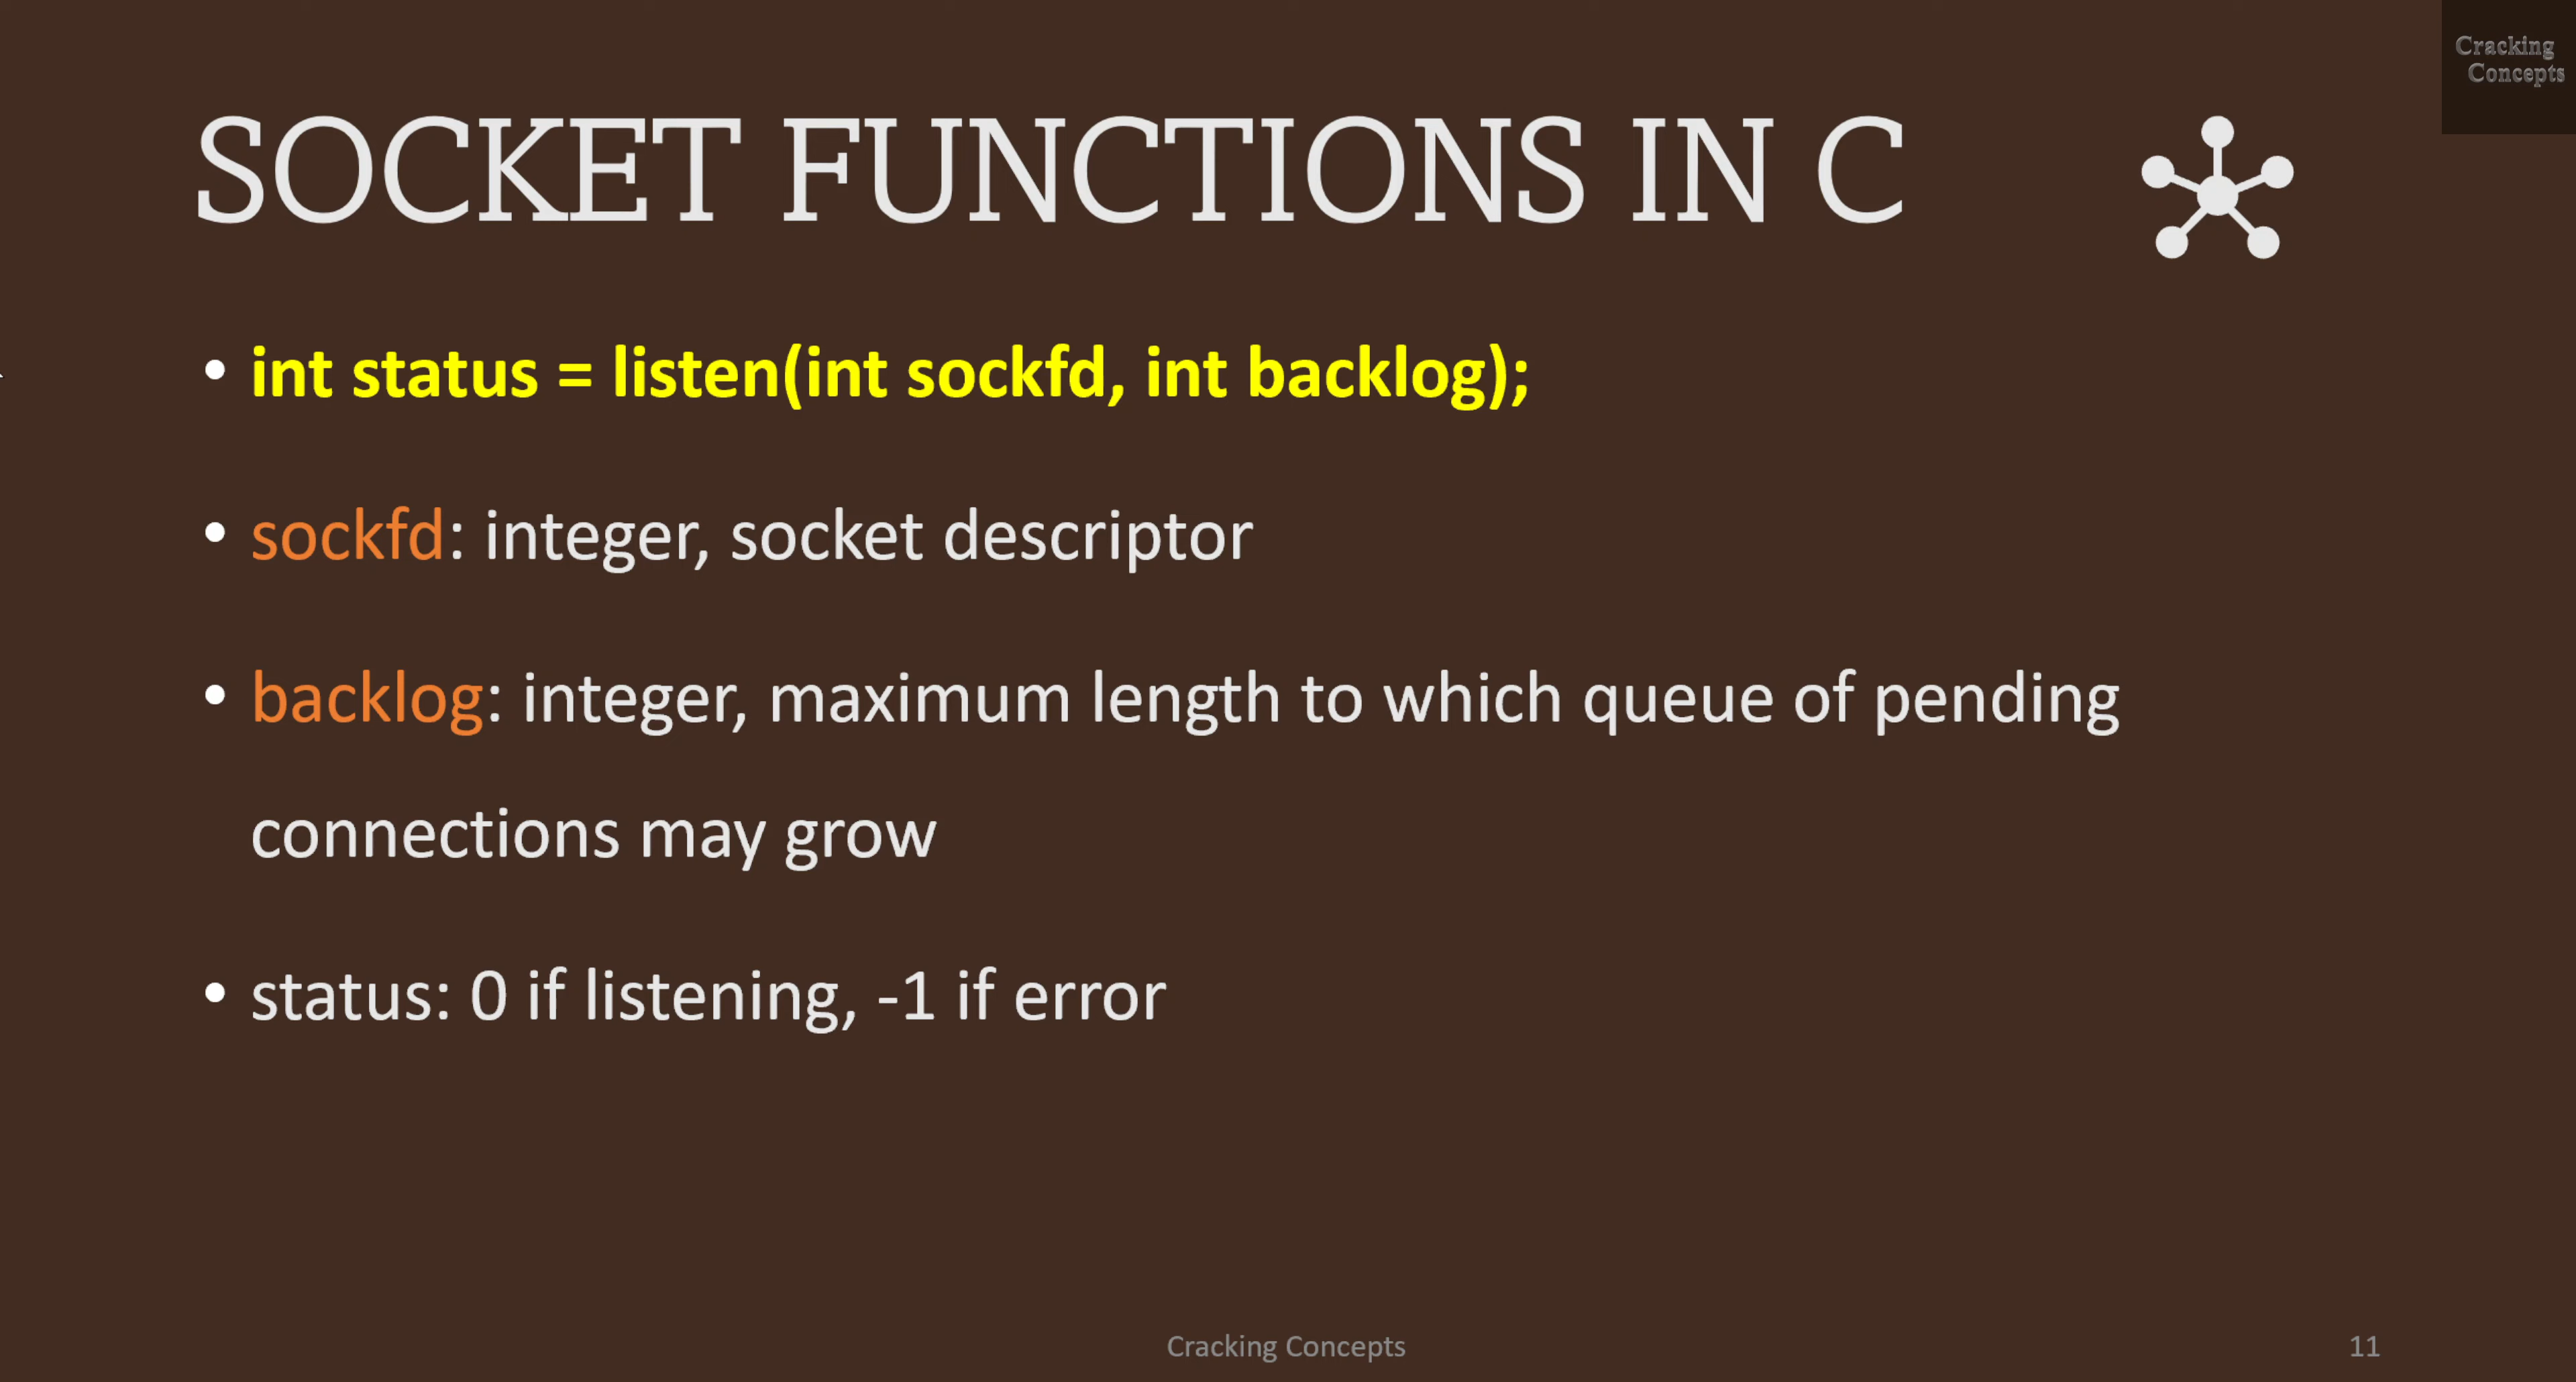 Cracking
Concepts
SOCKET FUNCTIONS IN C
• int status = listen(int sockfd, int backlog);
• sockfd: integer, socket descriptor
• backlog: integer, maximum length to which queue of pending
connections may grow
• status: 0 if listening, -1 if error
Cracking Concepts
11